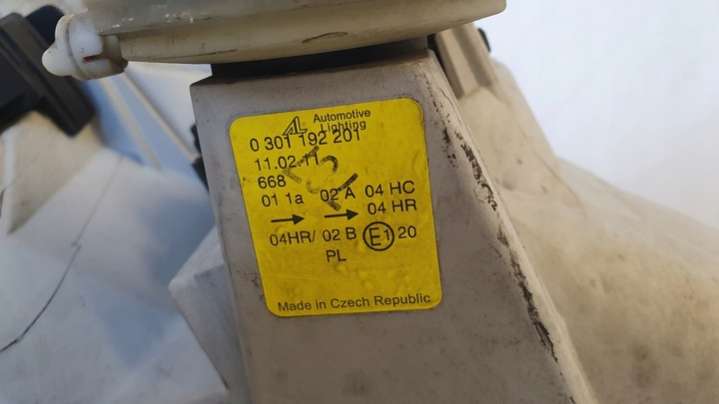 AL Automotive Lighting
0 301 192 201
11.02.11
668
01 1a 02 A 04 HC
04 HR
04HR/ 02 B E1 20
PL
Made in Czech Republic